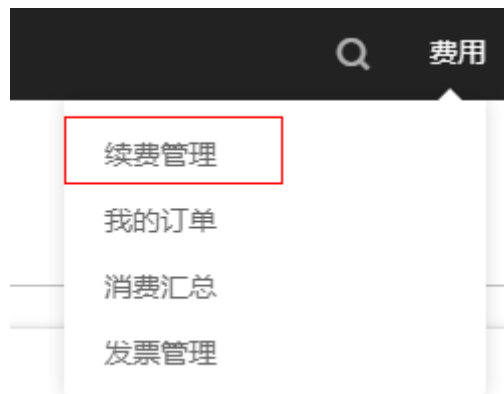 费用
续费管理
我的订单
消费汇总
发票管理